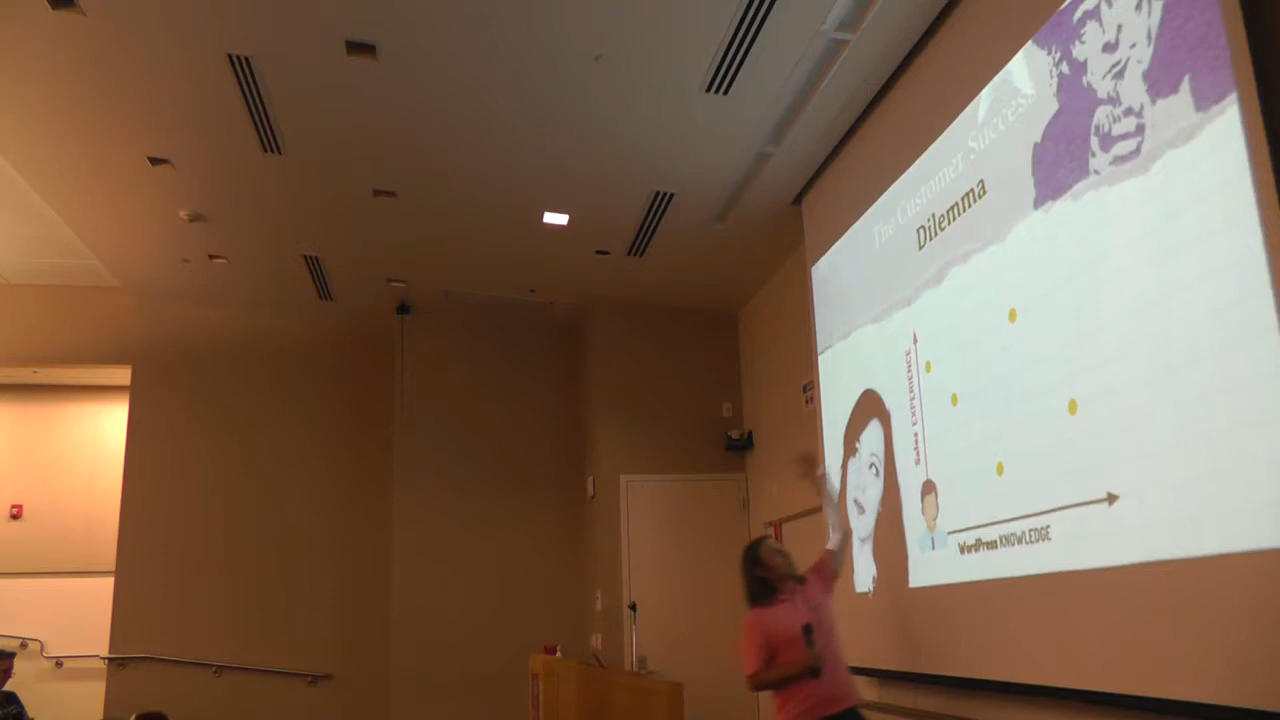 The Customer Success
Dilemma
Sales EXPERIENCE
WordPress KNOWLEDGE